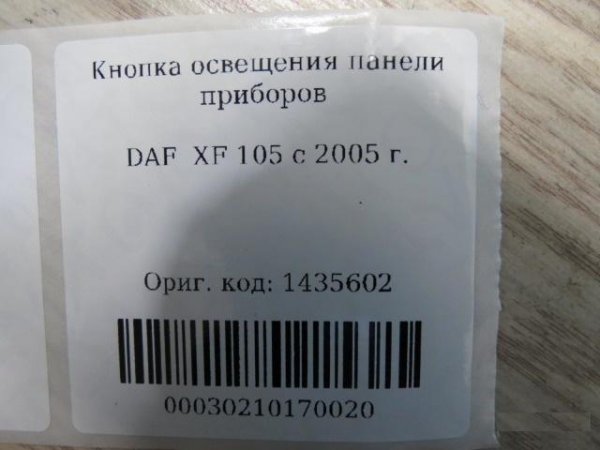 Кнопка освещения панели
приборов
DAF XF 105 с 2005 г.
Ориг. код: 1435602
00030210170020